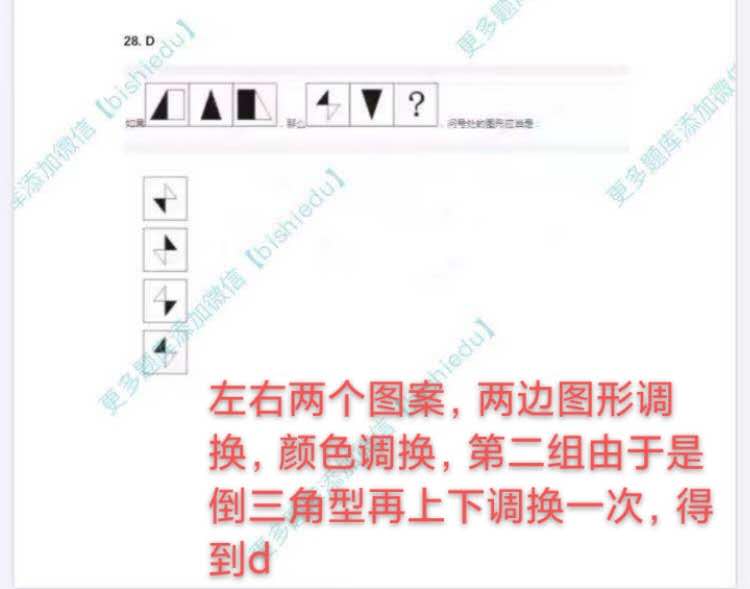 更多题
28. D
更多题库添加微信
库添加微信【bishiedu】
如果
，那么
?
，问号处的图形应当是：
更多题库添加微信【bishiedu】
更多题库添加微信【bishiedu】
左右两个图案，两边图形调
换，颜色调换，第二组由于是
倒三角型再上下调换一次，得
到d